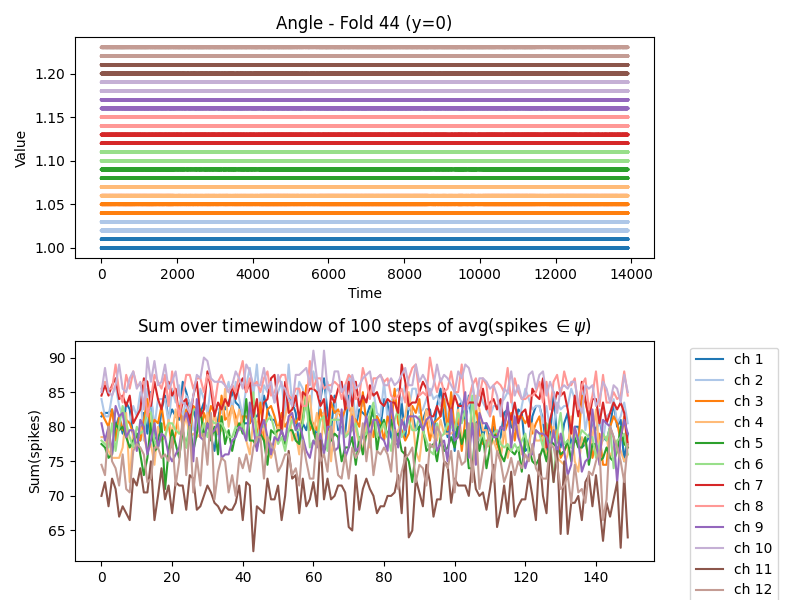 Angle - Fold 44 (y=0)
Value
1.20
1.15
1.10
1.05
1.00
0 2000 4000 6000 8000 10000 12000 14000
Time
Sum over timewindow of 100 steps of avg(spikes ∈ ψ)
Sum(spikes)
90
85
80
75
70
65
0 20 40 60 80 100 120 140
ch 1
ch 2
ch 3
ch 4
ch 5
ch 6
ch 7
ch 8
ch 9
ch 10
ch 11
ch 12